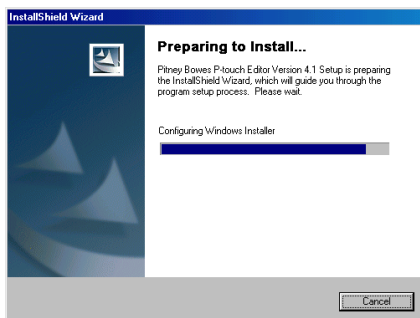 InstallShield Wizard
Preparing to Install...
Pitney Bowes P-touch Editor Version 4.1 Setup is preparing
the InstallShield Wizard, which will guide you through the
program setup process. Please wait.
Configuring Windows Installer
Cancel